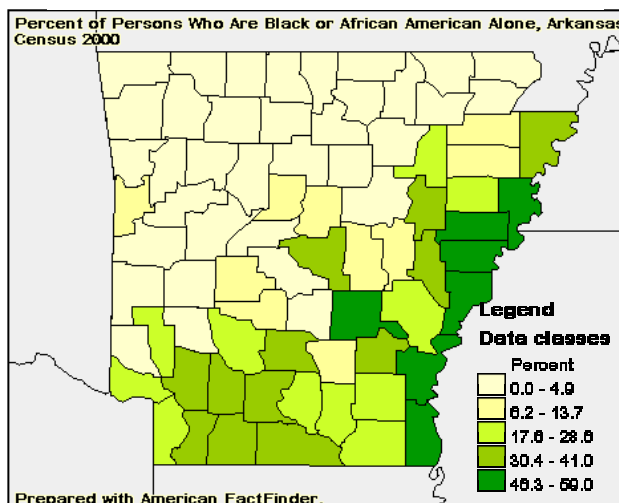 Percent of Persons Who Are Black or African American Alone, Arkansas
Census 2000
Legend
Data classes
Percent
0.0 - 4.9
6.2 - 13.7
17.6 - 28.6
30.4 - 41.0
46.3 - 59.0
Prepared with American FactFinder.